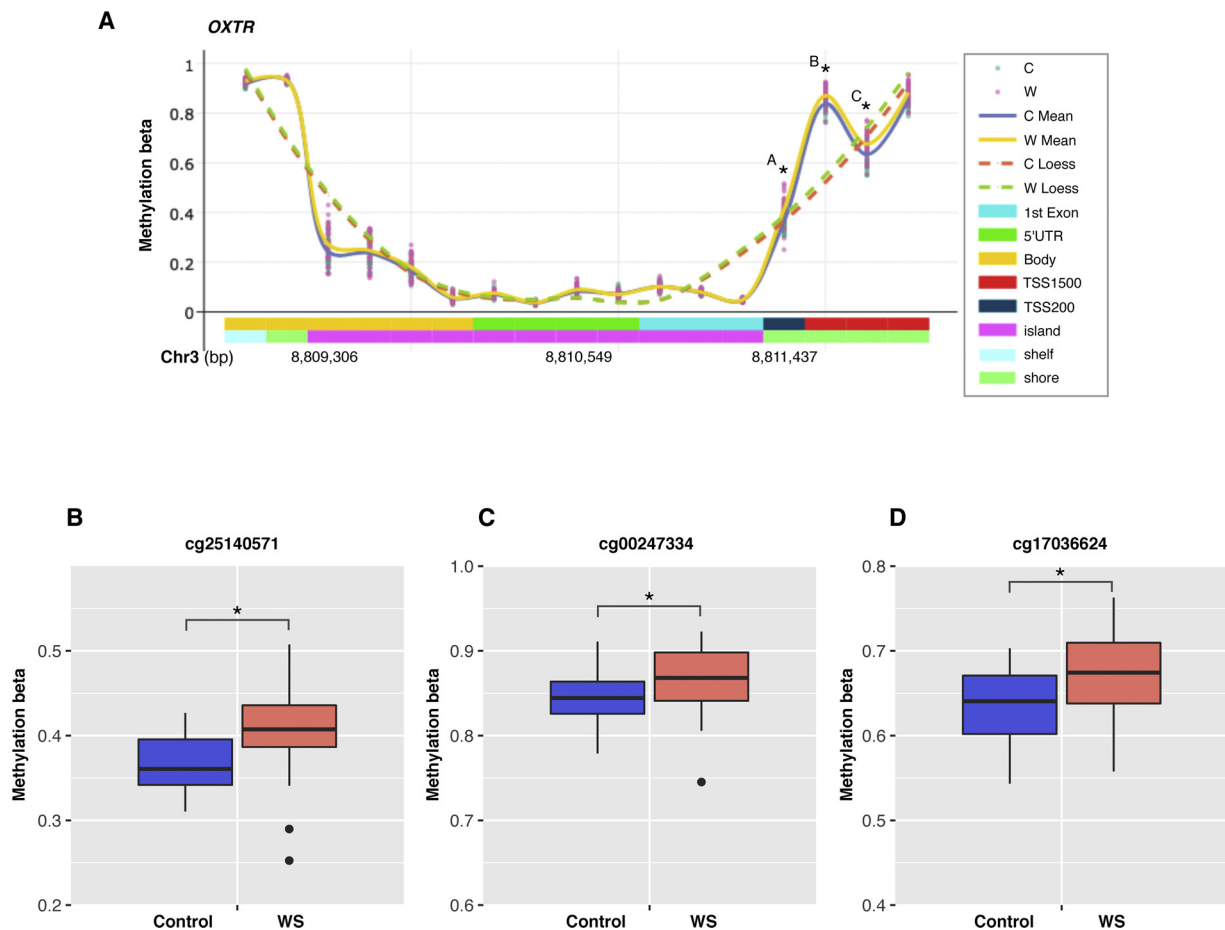 A
OXTR
Methylation beta
1
0.8
0.6
0.4
0.2
0
A *
B *
C *
Chr3 (bp)
8,809,306
8,810,549
8,811,437
C
W
C Mean
W Mean
C Loess
W Loess
1st Exon
5'UTR
Body
TSS1500
TSS200
island
shelf
shore
B
cg25140571
Methylation beta
0.5
0.4
0.3
0.2
*
Control WS
C
cg00247334
Methylation beta
1.0
0.9
0.8
0.7
0.6
*
Control WS
D
cg17036624
Methylation beta
0.8
0.7
0.6
0.5
0.4
*
Control WS